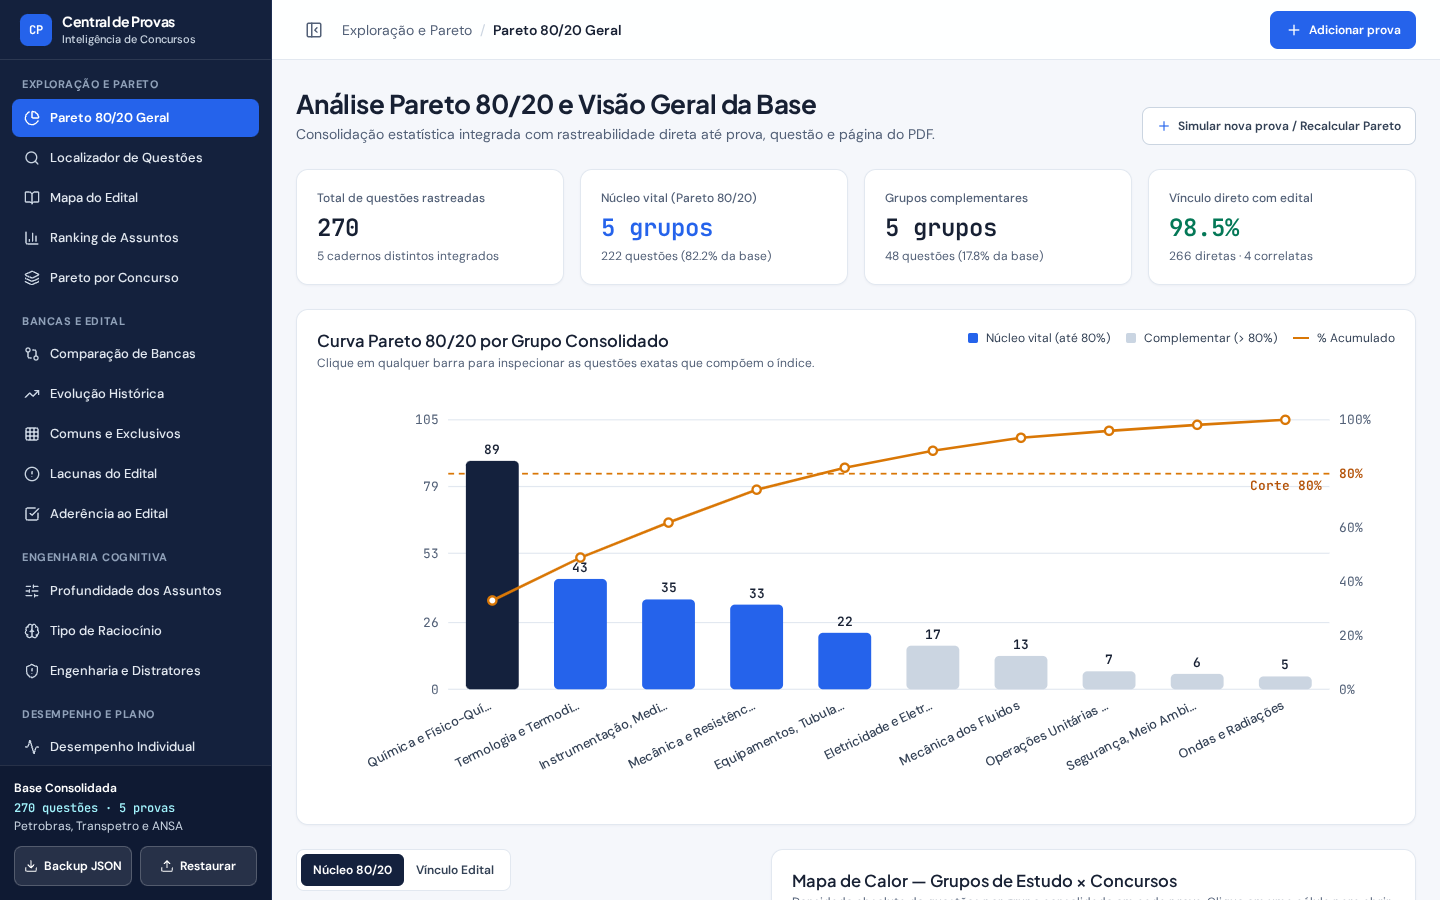 CP
Central de Provas
Inteligência de Concursos
EXPLORAÇÃO E PARETO
Pareto 80/20 Geral
Localizador de Questões
Mapa do Edital
Ranking de Assuntos
Pareto por Concurso
BANCAS E EDITAL
Comparação de Bancas
Evolução Histórica
Comuns e Exclusivos
Lacunas do Edital
Aderência ao Edital
ENGENHARIA COGNITIVA
Profundidade dos Assuntos
Tipo de Raciocínio
Engenharia e Distratores
DESEMPENHO E PLANO
Desempenho Individual
Base Consolidada
270 questões · 5 provas
Petrobras, Transpetro e ANSA
Backup JSON
Restaurar
Exploração e Pareto / Pareto 80/20 Geral
Adicionar prova
Análise Pareto 80/20 e Visão Geral da Base
Consolidação estatística integrada com rastreabilidade direta até prova, questão e página do PDF.
Simular nova prova / Recalcular Pareto
Total de questões rastreadas
270
5 cadernos distintos integrados
Núcleo vital (Pareto 80/20)
5 grupos
222 questões (82.2% da base)
Grupos complementares
5 grupos
48 questões (17.8% da base)
Vínculo direto com edital
98.5%
266 diretas · 4 correlatas
Curva Pareto 80/20 por Grupo Consolidado
Clique em qualquer barra para inspecionar as questões exatas que compõem o índice.
Núcleo vital (até 80%)
Complementar (> 80%)
% Acumulado
105
79
53
26
0
89
43
35
33
22
17
13
7
6
5
100%
80%
Corte 80%
60%
40%
20%
0%
Química e Físico-Quí...
Termologia e Termodi...
Instrumentação, Medi...
Mecânica e Resistênc...
Equipamentos, Tubula...
Eletricidade e Eletr...
Mecânica dos Fluidos
Operações Unitárias ...
Segurança, Meio Ambi...
Ondas e Radiações
Núcleo 80/20
Vínculo Edital
Mapa de Calor — Grupos de Estudo × Concursos